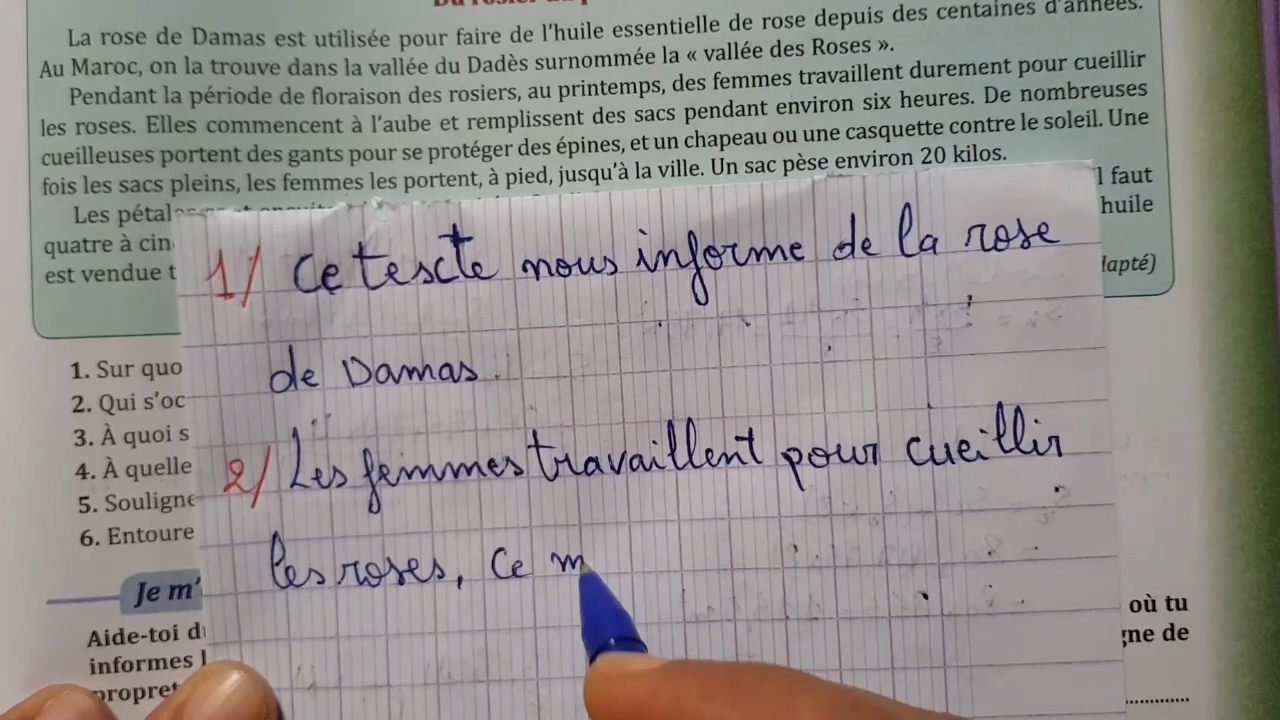 La rose de Damas est utilisée pour faire de l'huile essentielle de rose depuis des centaines d'années.
Au Maroc, on la trouve dans la vallée du Dadès surnommée la « vallée des Roses ».
Pendant la période de floraison des rosiers, au printemps, des femmes travaillent durement pour cueillir
les roses. Elles commencent à l'aube et remplissent des sacs pendant environ six heures. De nombreuses
cueilleuses portent des gants pour se protéger des épines, et un chapeau ou une casquette contre le soleil. Une
fois les sacs pleins, les femmes les portent, à pied, jusqu'à la ville. Un sac pèse environ 20 kilos.
Les faut
quatre à huile
est vendue
1/ Ce tescte nous informe de la rose
de Damas.
2/ Les femmes travaillent pour cueillir
les roses, Ce m
1. Sur
2. Qui
3. À quoi
4. À quelle
5.
6.
Je
Aide-toi où tu
informes de